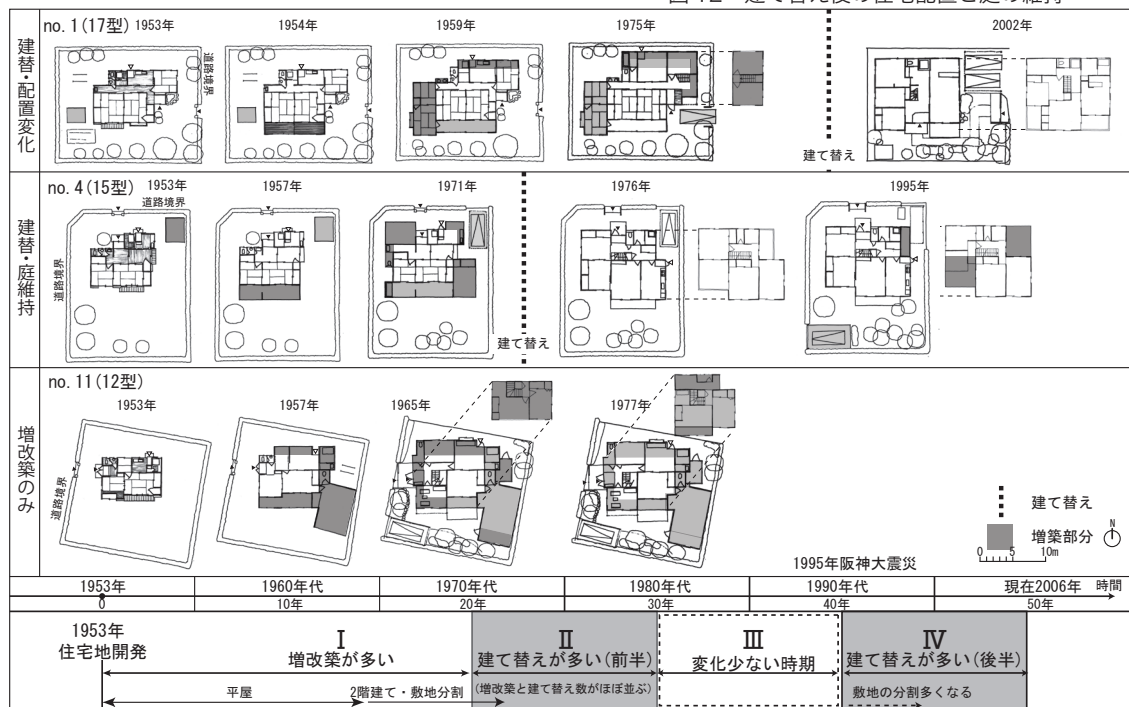 図12 建て替え後の住宅配置と庭の維持
建替・配置変化
no. 1 (17型) 1953年
1954年
1959年
1975年
2002年
道路境界
建て替え
建替・庭維持
no. 4 (15型) 1953年
1957年
1971年
1976年
1995年
道路境界
道路境界
建て替え
増改築のみ
no. 11 (12型)
1953年
1957年
1965年
1977年
道路境界
建て替え
増築部分
N
0 5 10m
1995年阪神大震災
1953年 1960年代 1970年代 1980年代 1990年代 現在2006年 時間
0 10年 20年 30年 40年 50年
1953年
住宅地開発
Ⅰ
増改築が多い
Ⅱ
建て替えが多い(前半)
(増改築と建て替え数がほぼ並ぶ)
Ⅲ
変化少ない時期
Ⅳ
建て替えが多い(後半)
平屋
2階建て・敷地分割
敷地の分割多くなる